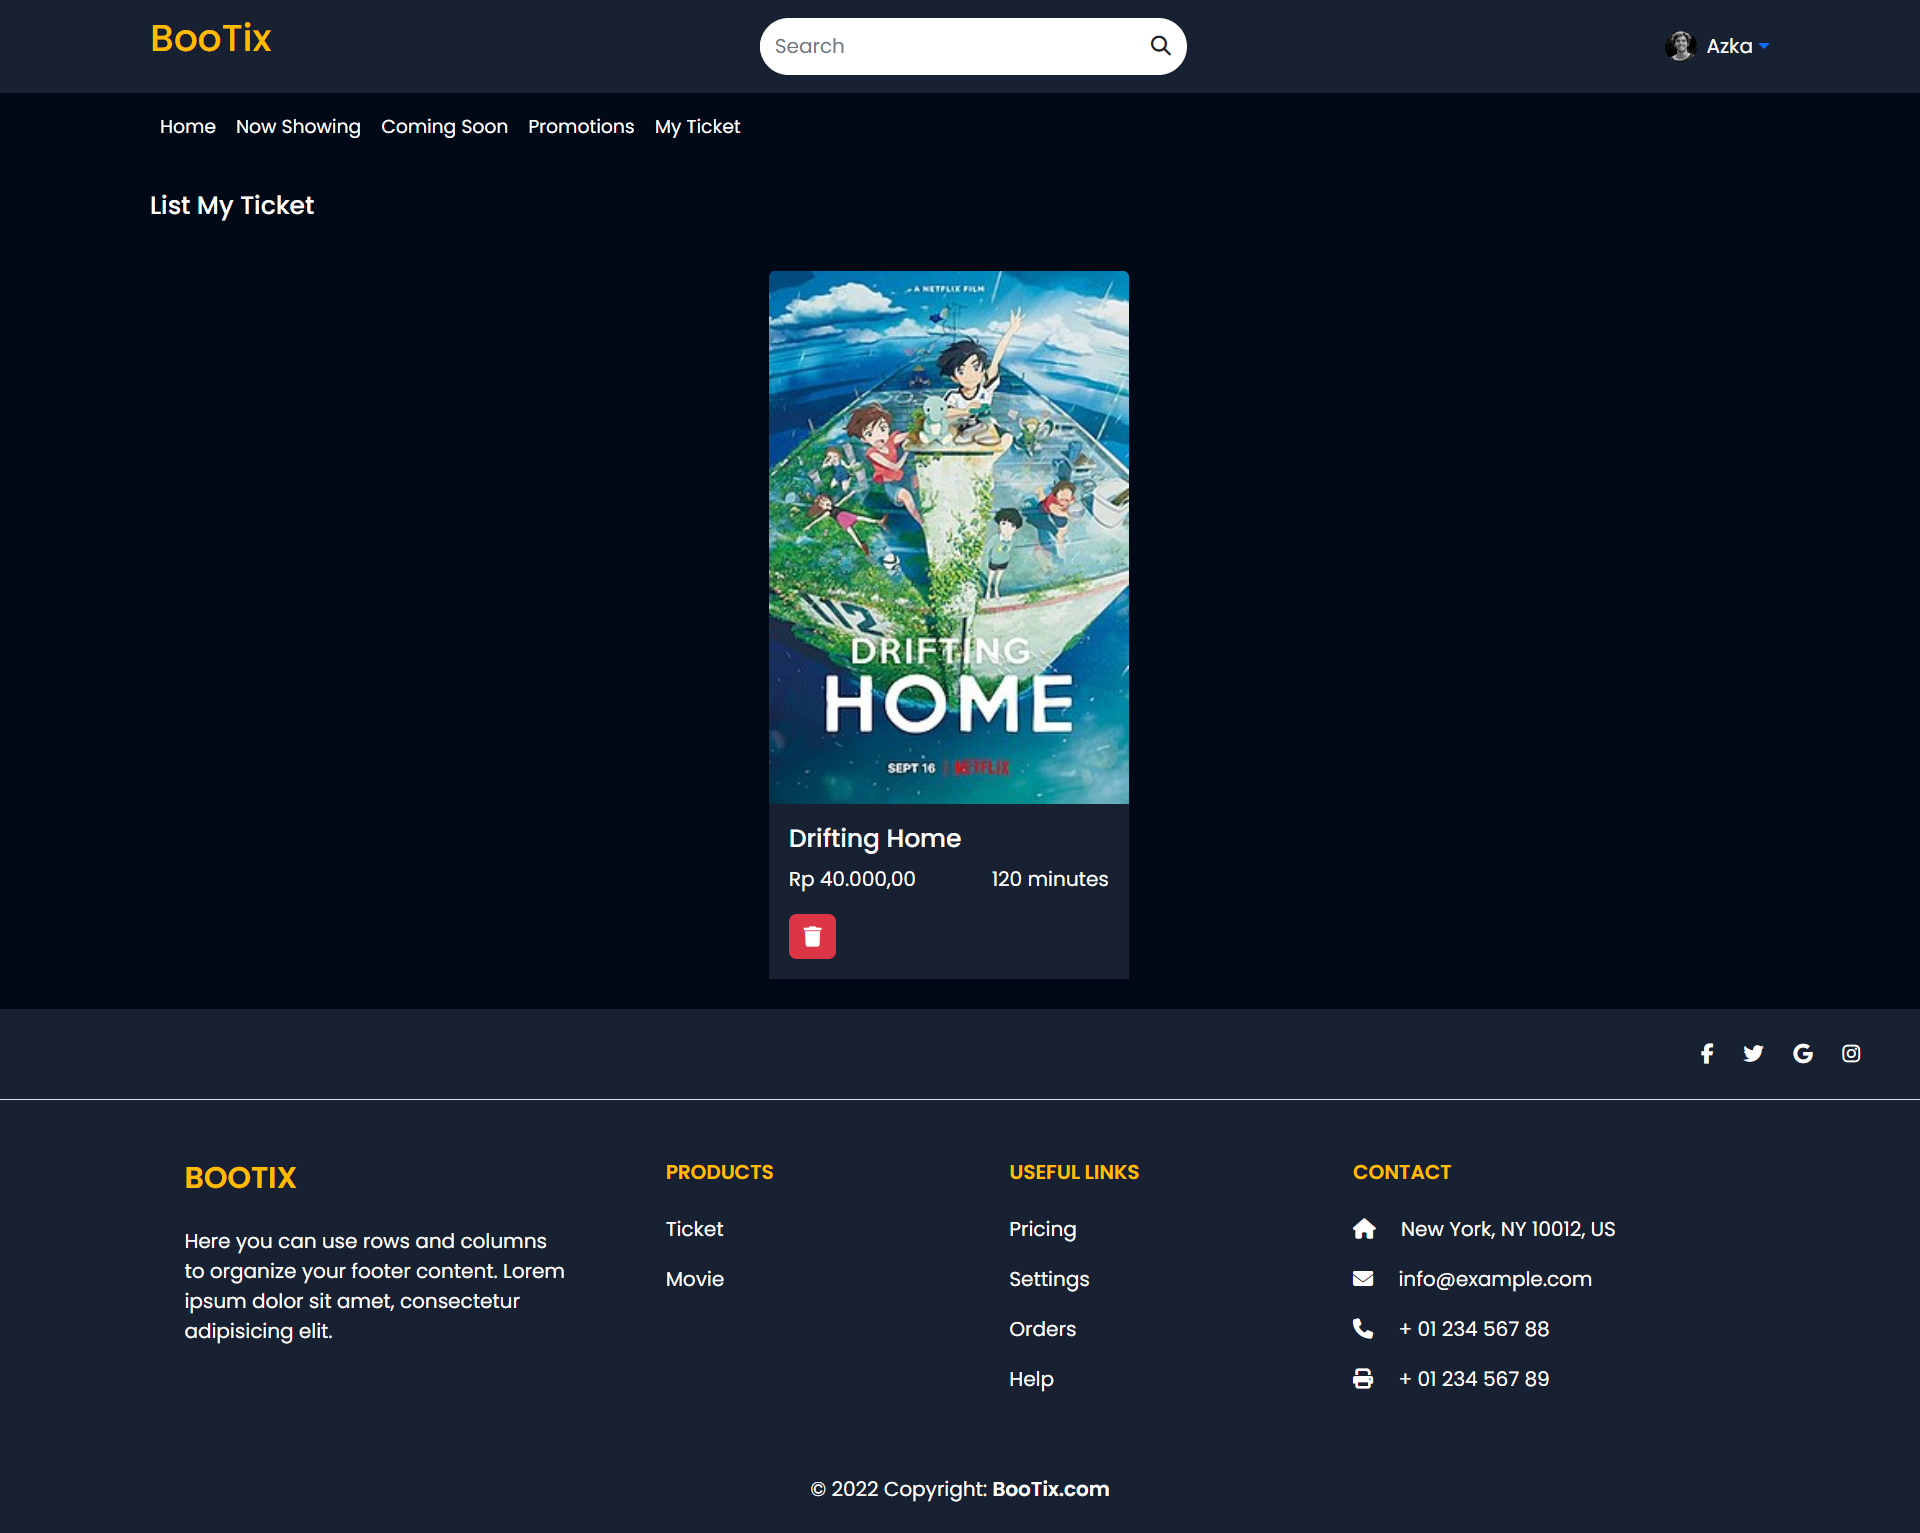 BooTix
Search
Azka
Home Now Showing Coming Soon Promotions My Ticket
List My Ticket
A NETFLIX FILM
112
DRIFTING
HOME
SEPT 16 | NETFLIX
Drifting Home
Rp 40.000,00 120 minutes
BOOTIX
Here you can use rows and columns
to organize your footer content. Lorem
ipsum dolor sit amet, consectetur
adipisicing elit.
PRODUCTS
Ticket
Movie
USEFUL LINKS
Pricing
Settings
Orders
Help
CONTACT
New York, NY 10012, US
info@example.com
+ 01 234 567 88
+ 01 234 567 89
© 2022 Copyright: BooTix.com